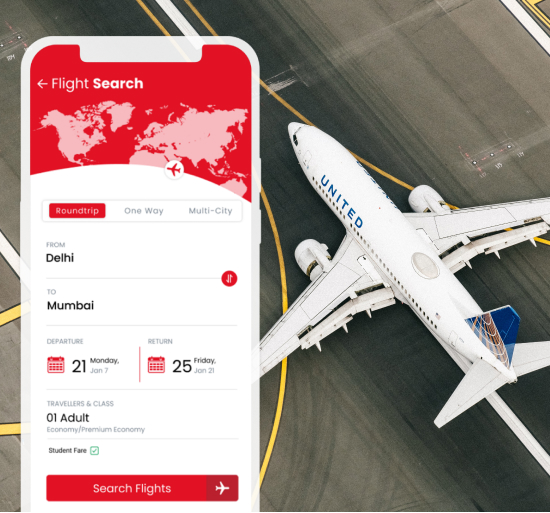 Flight Search
Roundtrip One Way Multi-City
FROM
Delhi
TO
Mumbai
DEPARTURE RETURN
21 Monday, Jan 7 25 Friday, Jan 21
TRAVELLERS & CLASS
01 Adult
Economy/Premium Economy
Student Fare
Search Flights
UNITED